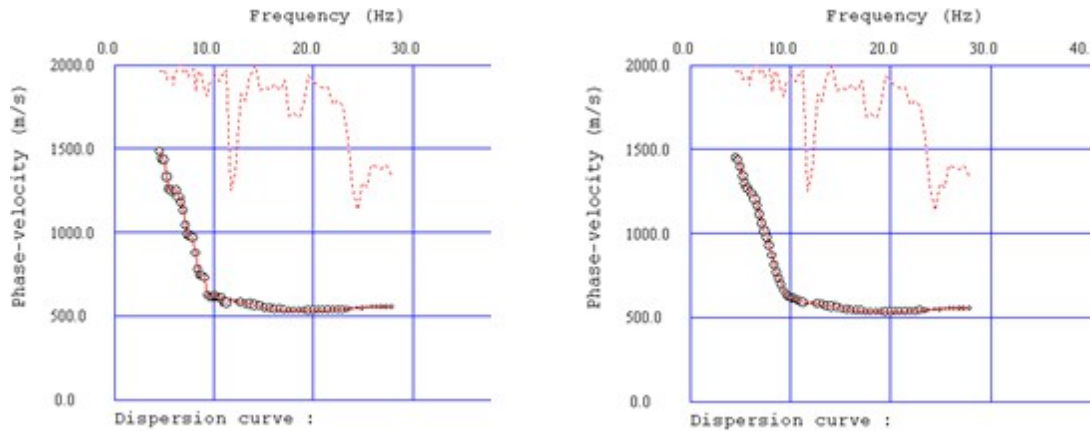 Frequency (Hz)
0.0 10.0 20.0 30.0
2000.0
1500.0
1000.0
500.0
0.0
Phase-velocity (m/s)
Dispersion curve :
Frequency (Hz)
0.0 10.0 20.0 30.0 40.
2000.0
1500.0
1000.0
500.0
0.0
Phase-velocity (m/s)
Dispersion curve :